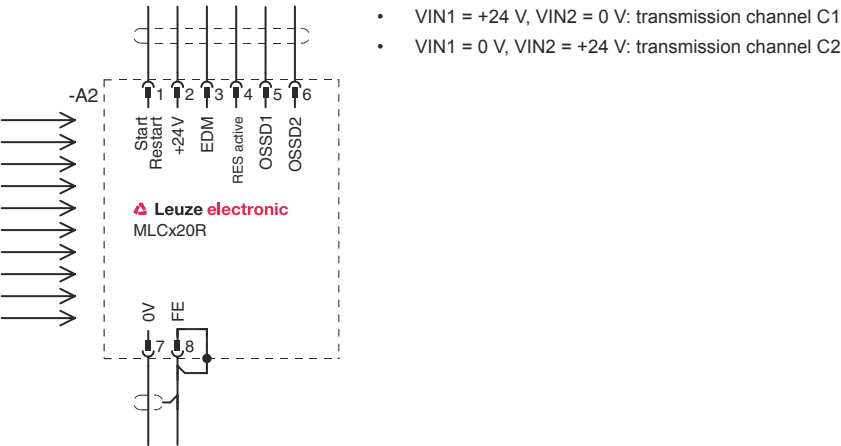 • VIN1 = +24 V, VIN2 = 0 V: transmission channel C1
• VIN1 = 0 V, VIN2 = +24 V: transmission channel C2
-A2
1 2 3 4 5 6
Start
Restart
+24V
EDM
RES active
OSSD1
OSSD2
Leuze electronic
MLCx20R
0V
FE
7 8